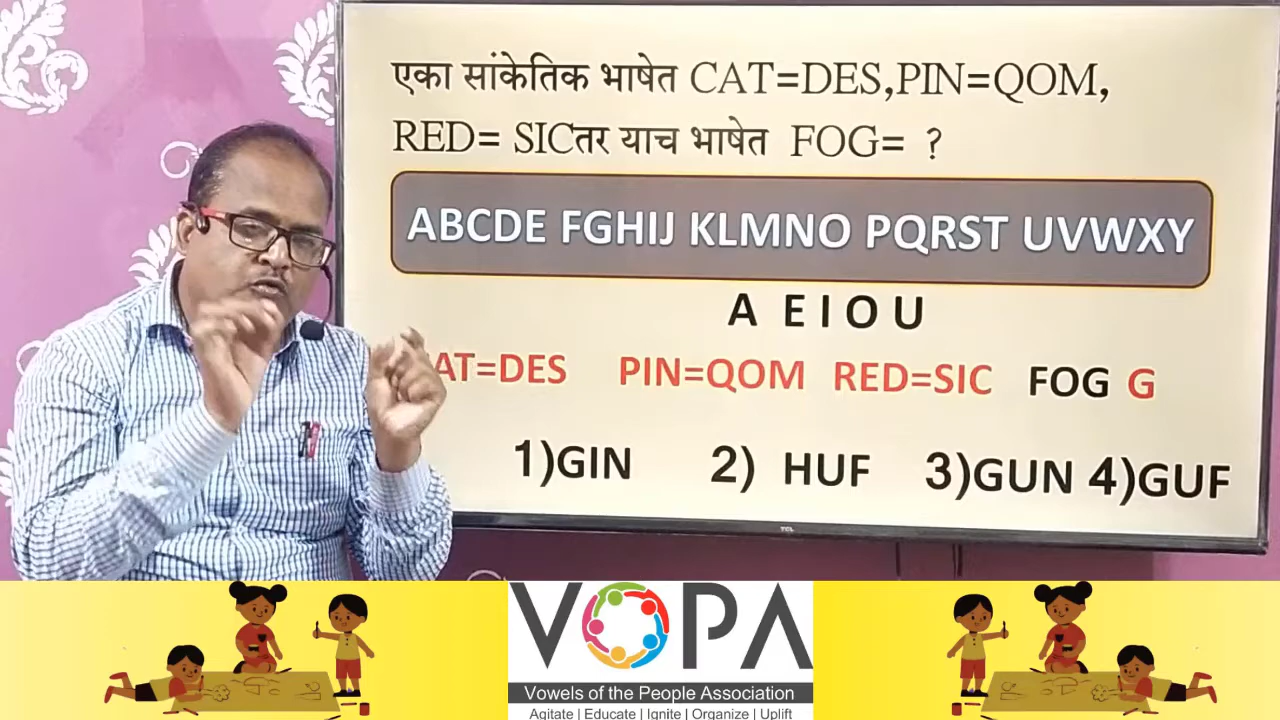 एका सांकेतिक भाषेत CAT=DES,PIN=QOM,
RED= SICतर याच भाषेत FOG= ?
ABCDE FGHIJ KLMNO PQRST UVWXY
A E I O U
AT=DES PIN=QOM RED=SIC FOG G
1)GIN 2) HUF 3)GUN 4)GUF
TCL
VOPA
Vowels of the People Association
Agitate | Educate | Ignite | Organize | Uplift